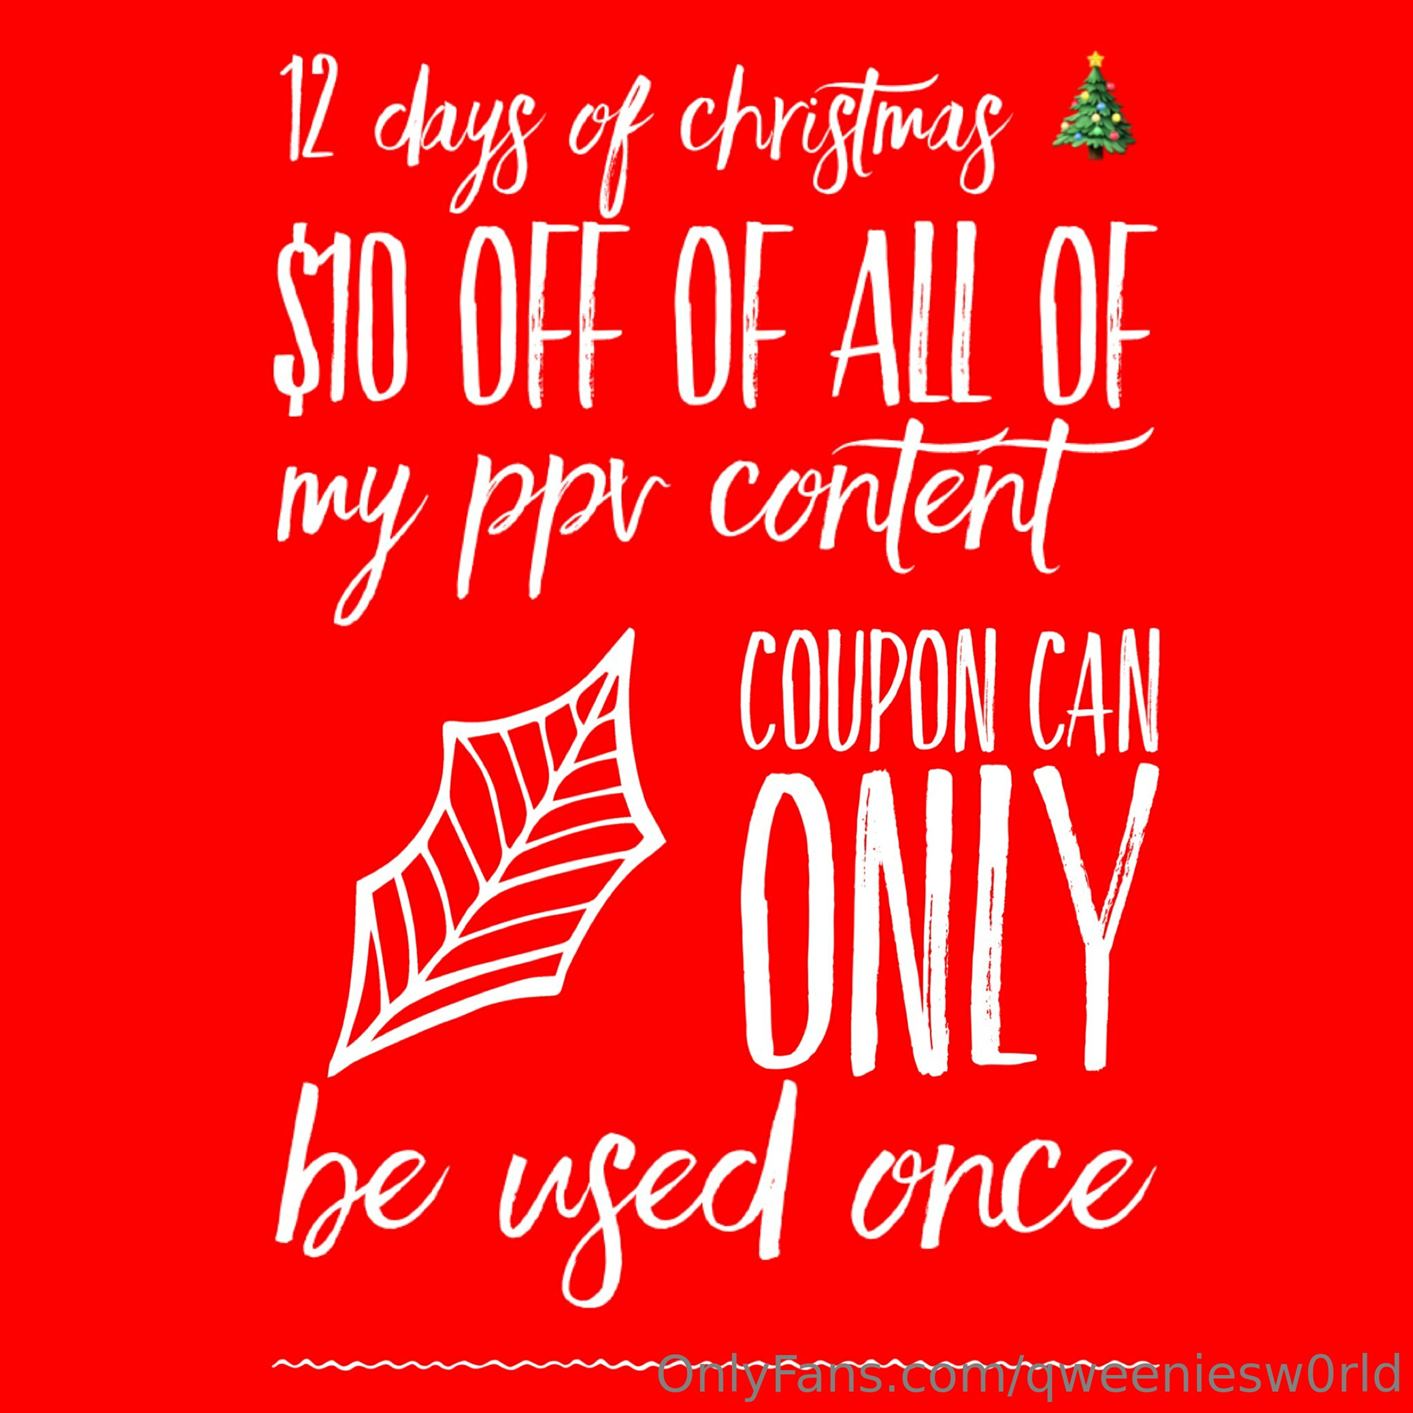 12 days of christmas 🎄
$10 OFF OF ALL OF
my ppv content
COUPON CAN
ONLY
be used once
OnlyFans.com/qweeniesw0rld